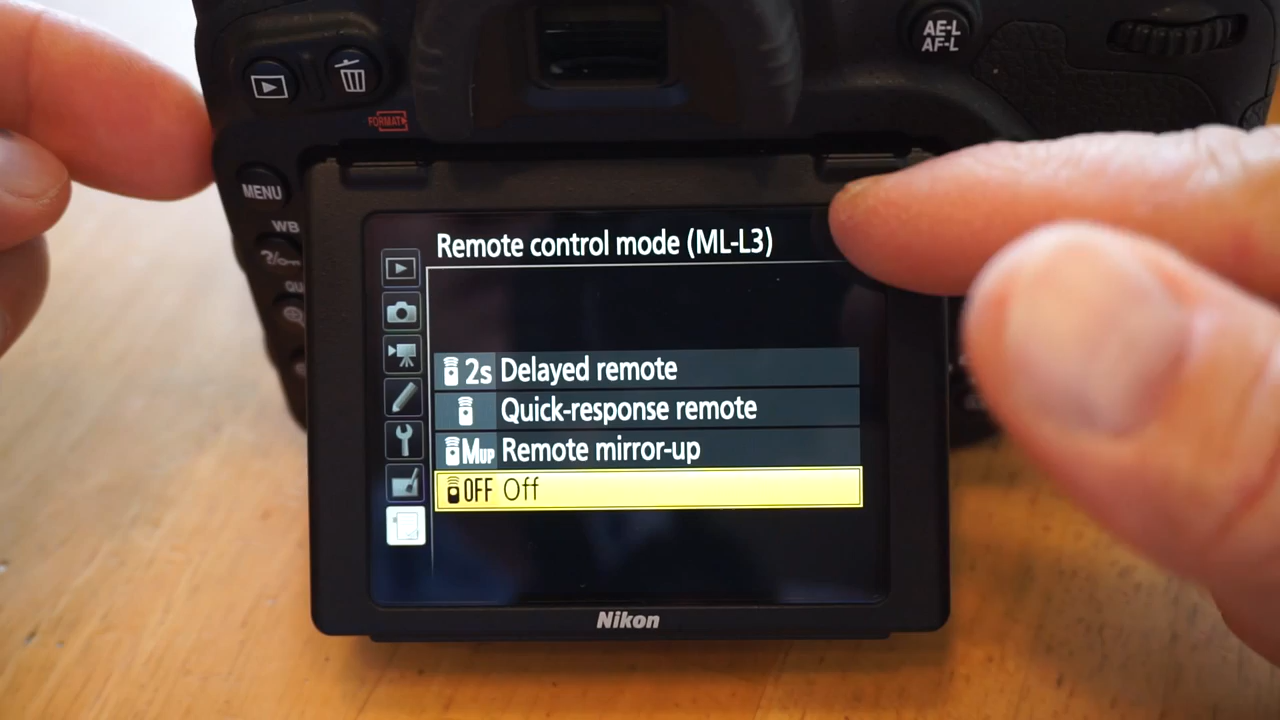 AE-L
AF-L
FORMAT
MENU
WB
?
QU
Remote control mode (ML-L3)
2s Delayed remote
Quick-response remote
MUP Remote mirror-up
OFF Off
Nikon